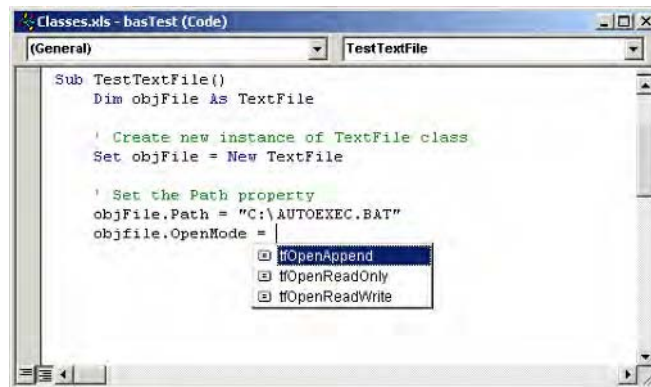 Classes.xls - basTest (Code)
(General) TestTextFile
Sub TestTextFile()
Dim objFile As TextFile
' Create new instance of TextFile class
Set objFile = New TextFile
' Set the Path property
objFile.Path = "C:\AUTOEXEC.BAT"
objfile.OpenMode =
tfOpenAppend
tfOpenReadOnly
tfOpenReadWrite